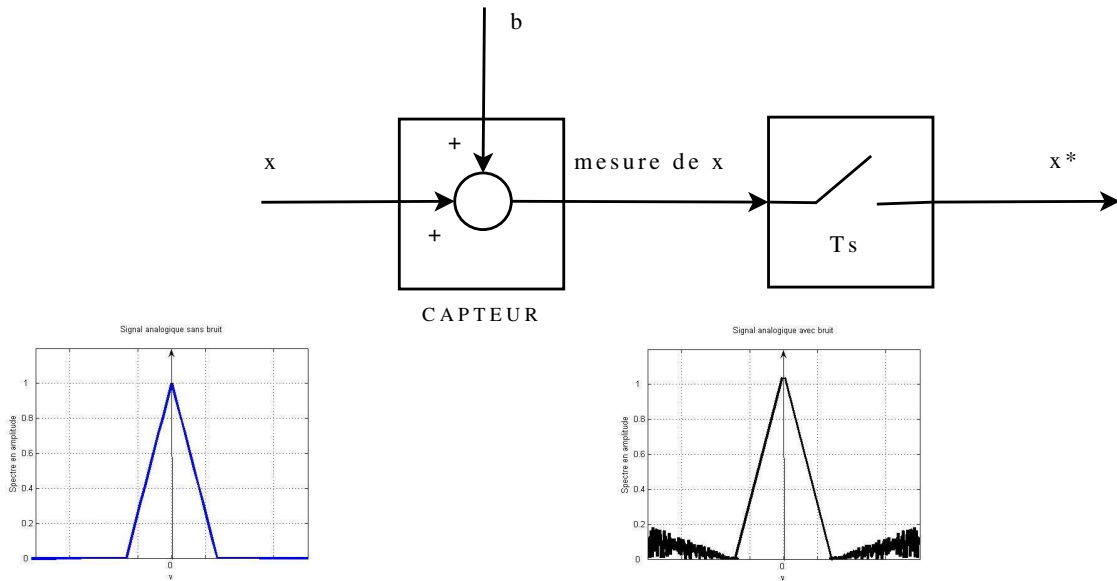 b
+
x
mesure de x
x*
+
Ts
CAPTEUR
Signal analogique sans bruit
Spectre en amplitude
1
0.8
0.6
0.4
0.2
0
0
ν
Signal analogique avec bruit
Spectre en amplitude
1
0.8
0.6
0.4
0.2
0
0
ν